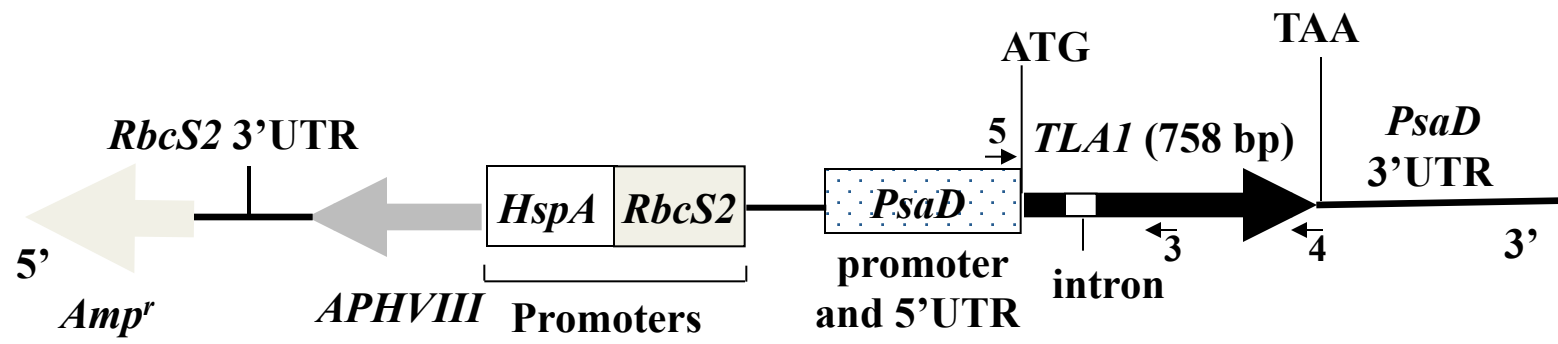 ATG
TAA
RbcS2 3’UTR
5
TLA1 (758 bp)
PsaD
3’UTR
HspA
RbcS2
PsaD
5’
3
4
3’
promoter
and 5’UTR
intron
Ampʳ
APHVIII
Promoters